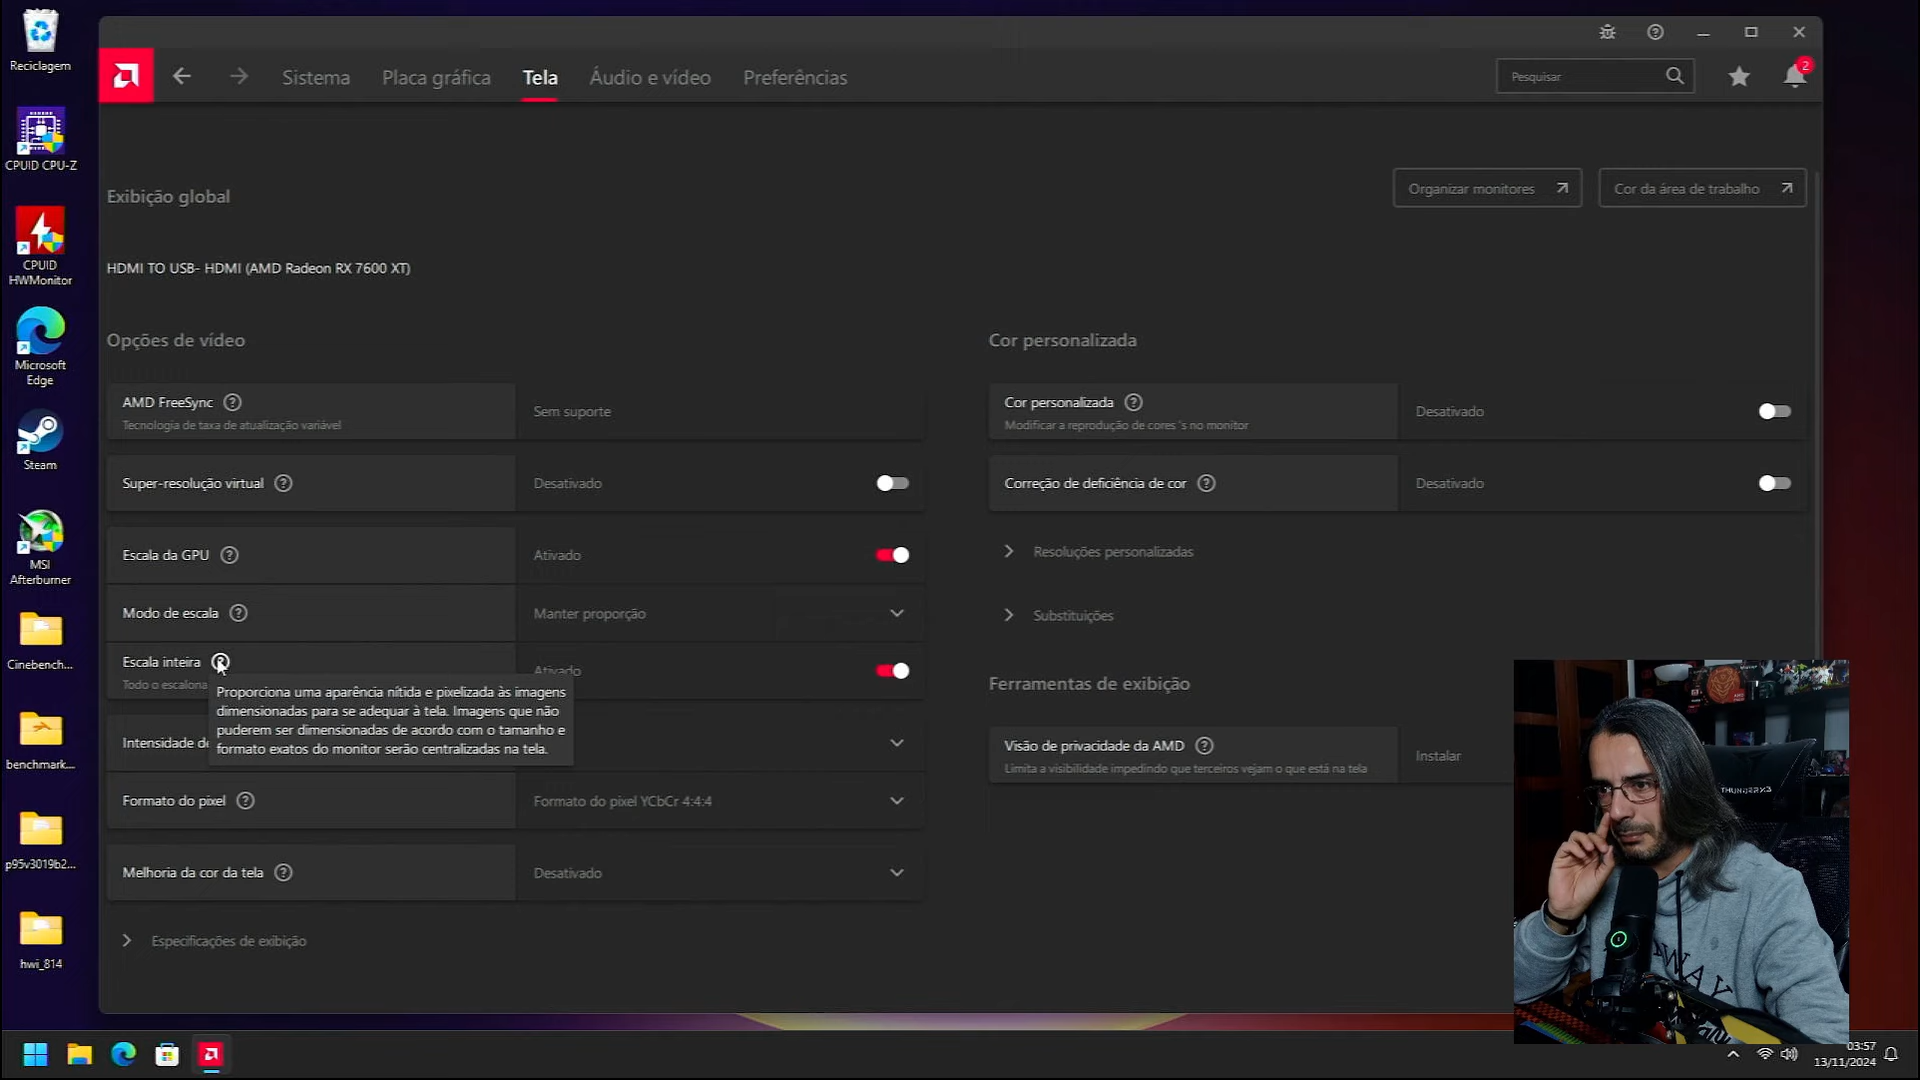 Reciclagem
CPUID CPU-Z
CPUID
HWMonitor
Microsoft
Edge
Steam
MSI
Afterburner
Cinebench...
benchmark...
p95v3019b2...
hwi_814
Sistema
Placa gráfica
Tela
Áudio e vídeo
Preferências
Pesquisar
2
Exibição global
Organizar monitores
Cor da área de trabalho
HDMI TO USB- HDMI (AMD Radeon RX 7600 XT)
Opções de vídeo
AMD FreeSync
Tecnologia de taxa de atualização variável
Sem suporte
Super-resolução virtual
Desativado
Escala da GPU
Ativado
Modo de escala
Manter proporção
Escala inteira
Todo o escalona
Ativado
Proporciona uma aparência nítida e pixelizada às imagens
dimensionadas para se adequar à tela. Imagens que não
puderem ser dimensionadas de acordo com o tamanho e
formato exatos do monitor serão centralizadas na tela.
Intensidade de
Formato do pixel
Formato do pixel YCbCr 4:4:4
Melhoria da cor da tela
Desativado
Especificações de exibição
Cor personalizada
Cor personalizada
Modificar a reprodução de cores 's no monitor
Desativado
Correção de deficiência de cor
Desativado
Resoluções personalizadas
Substituições
Ferramentas de exibição
Visão de privacidade da AMD
Limita a visibilidade impedindo que terceiros vejam o que está na tela
Instalar
03:57
13/11/2024